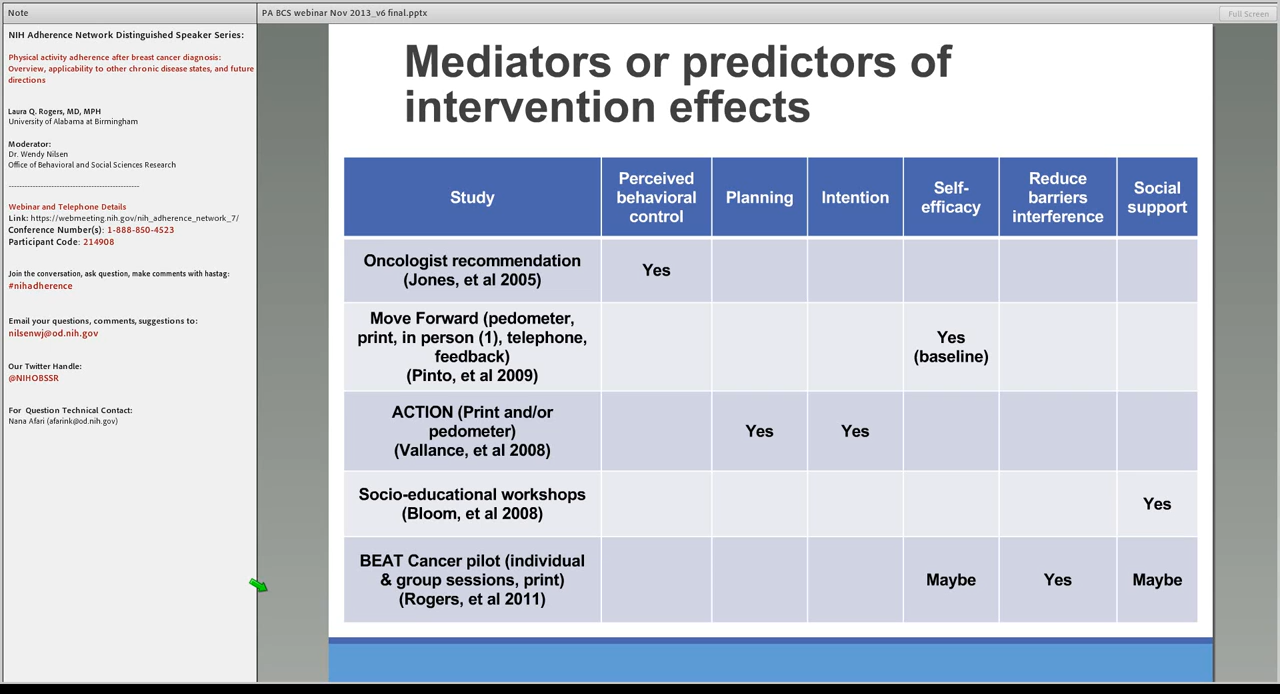 Note
NIH Adherence Network Distinguished Speaker Series:
Physical activity adherence after breast cancer diagnosis:
Overview, applicability to other chronic disease states, and future
directions
Laura Q. Rogers, MD, MPH
University of Alabama at Birmingham
Moderator:
Dr. Wendy Nilsen
Office of Behavioral and Social Sciences Research
------------------------------------------------
Webinar and Telephone Details
Link: https://webmeeting.nih.gov/nih_adherence_network_7/
Conference Number(s): 1-888-850-4523
Participant Code: 214908
Join the conversation, ask question, make comments with hastag:
#nihadherence
Email your questions, comments, suggestions to:
nilsenwj@od.nih.gov
Our Twitter Handle:
@NIHOBSSR
For Question Technical Contact:
Nana Afari (afarink@od.nih.gov)
PA BCS webinar Nov 2013_v6 final.pptx
Full Screen
Mediators or predictors of
intervention effects
Study
Perceived
behavioral
control
Planning
Intention
Self-
efficacy
Reduce
barriers
interference
Social
support
Oncologist recommendation
(Jones, et al 2005)
Yes
Move Forward (pedometer,
print, in person (1), telephone,
feedback)
(Pinto, et al 2009)
Yes
(baseline)
ACTION (Print and/or
pedometer)
(Vallance, et al 2008)
Yes
Yes
Socio-educational workshops
(Bloom, et al 2008)
Yes
BEAT Cancer pilot (individual
& group sessions, print)
(Rogers, et al 2011)
Maybe
Yes
Maybe